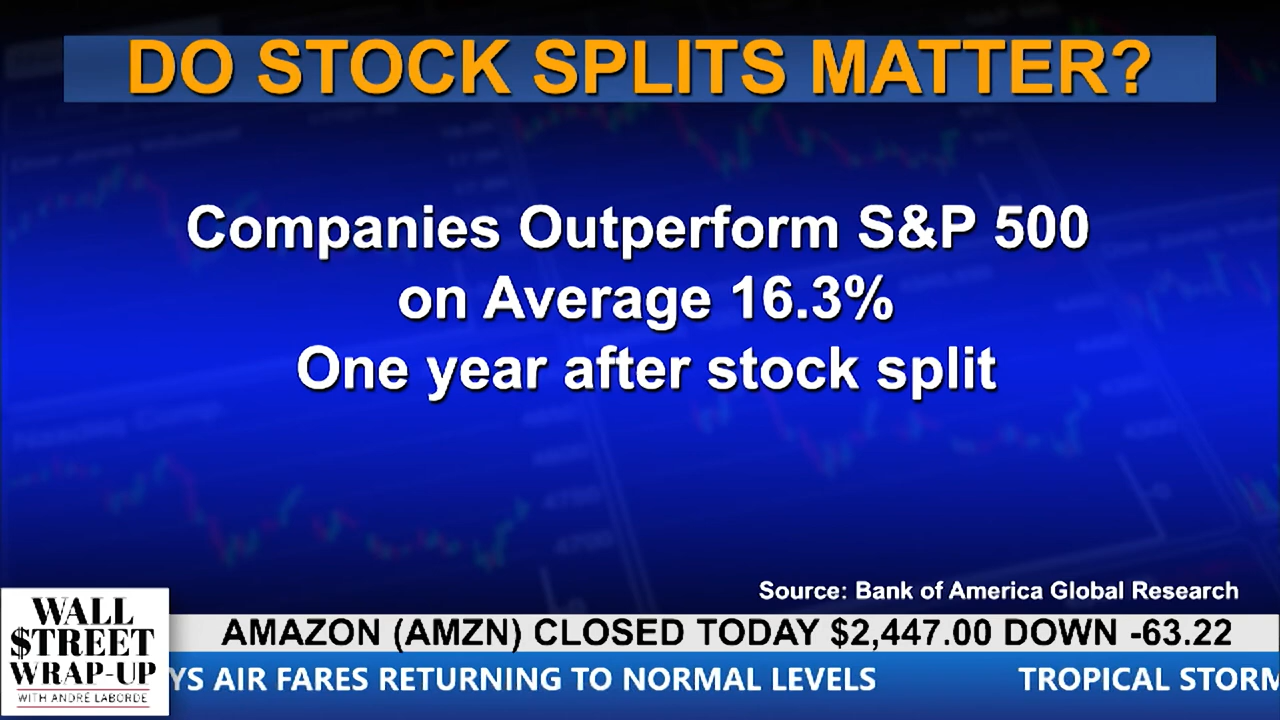 DO STOCK SPLITS MATTER?
Companies Outperform S&P 500
on Average 16.3%
One year after stock split
Source: Bank of America Global Research
WALL
$TREET
WRAP-UP
WITH ANDRÉ LABORDE
AMAZON (AMZN) CLOSED TODAY $2,447.00 DOWN -63.22
YS AIR FARES RETURNING TO NORMAL LEVELS TROPICAL STORM